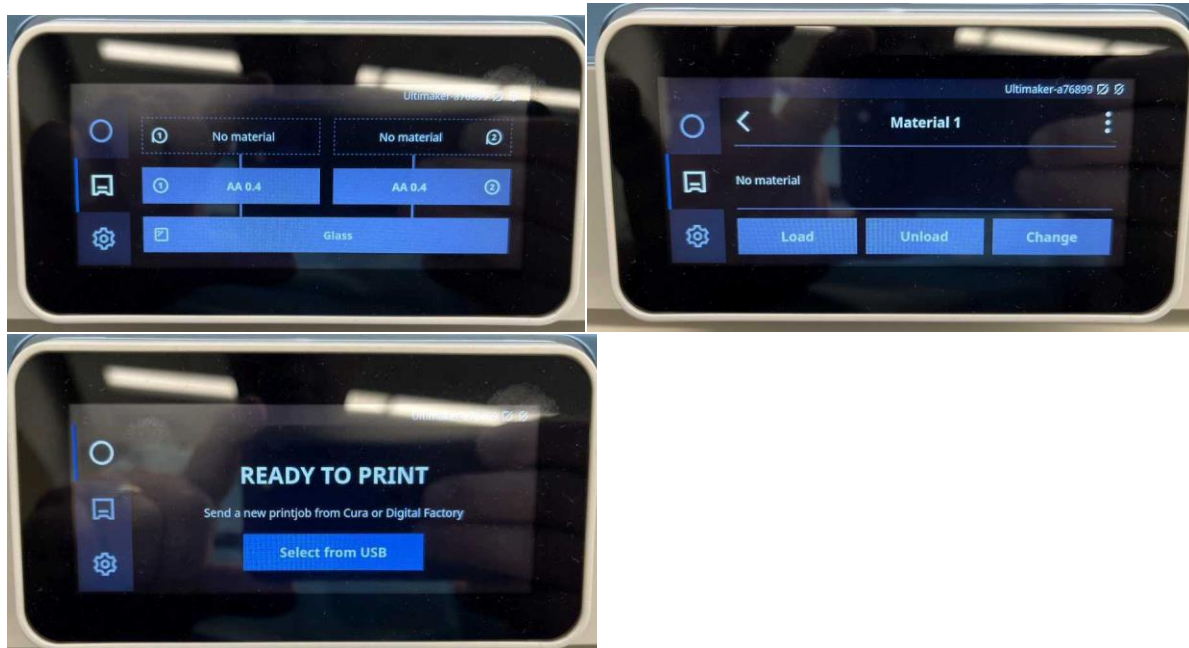 Ultimaker-a76899
1 No material
No material 2
1 AA 0.4
AA 0.4 2
Glass
Ultimaker-a76899
Material 1
No material
Load Unload Change
READY TO PRINT
Send a new printjob from Cura or Digital Factory
Select from USB